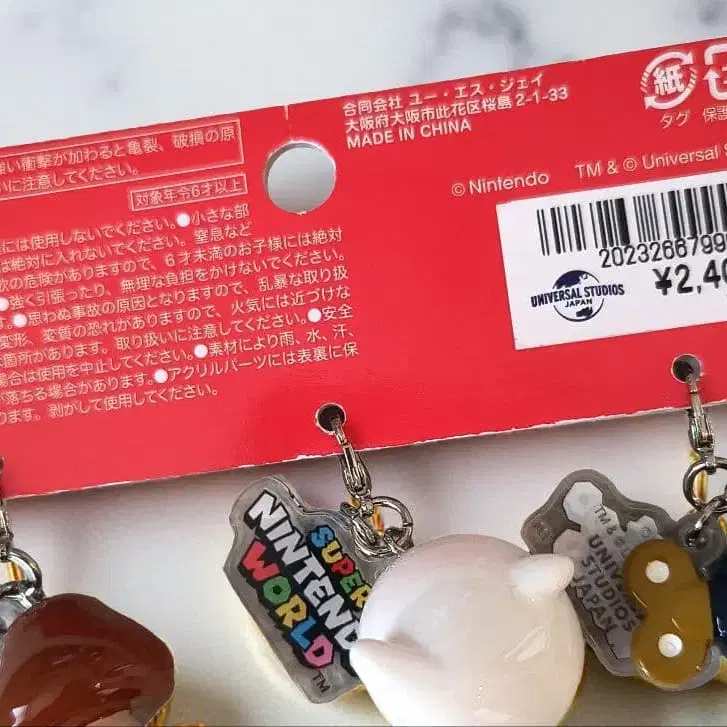 強い衝撃が加わると亀裂、破損の原
いに注意してください。
対象年令6才以上
には使用しないでください。●小さな部
は絶対に入れないでください。窒息など
飲の危険がありますので、6才未満のお子様には絶対
●強く引張ったり、無理な負担をかけないでください。
す。●思わぬ事故の原因となりますので、乱暴な取り扱
変形、変質の恐れがありますので、火気には近づけな
な箇所があります。取り扱いに注意してください。●安全
場合は使用を中止してください。●素材により雨、水、汗、
が落ちる場合があります。●アクリルパーツには表裏に保
ります。剥がして使用してください。
合同会社 ユー・エス・ジェイ
大阪府大阪市此花区桜島 2-1-33
MADE IN CHINA
紙
タグ
保護
© Nintendo
TM & © Universal
UNIVERSAL STUDIOS
JAPAN
SUPER
NINTENDO
WORLD
TM
UNIVERSAL
STUDIOS
JAPAN